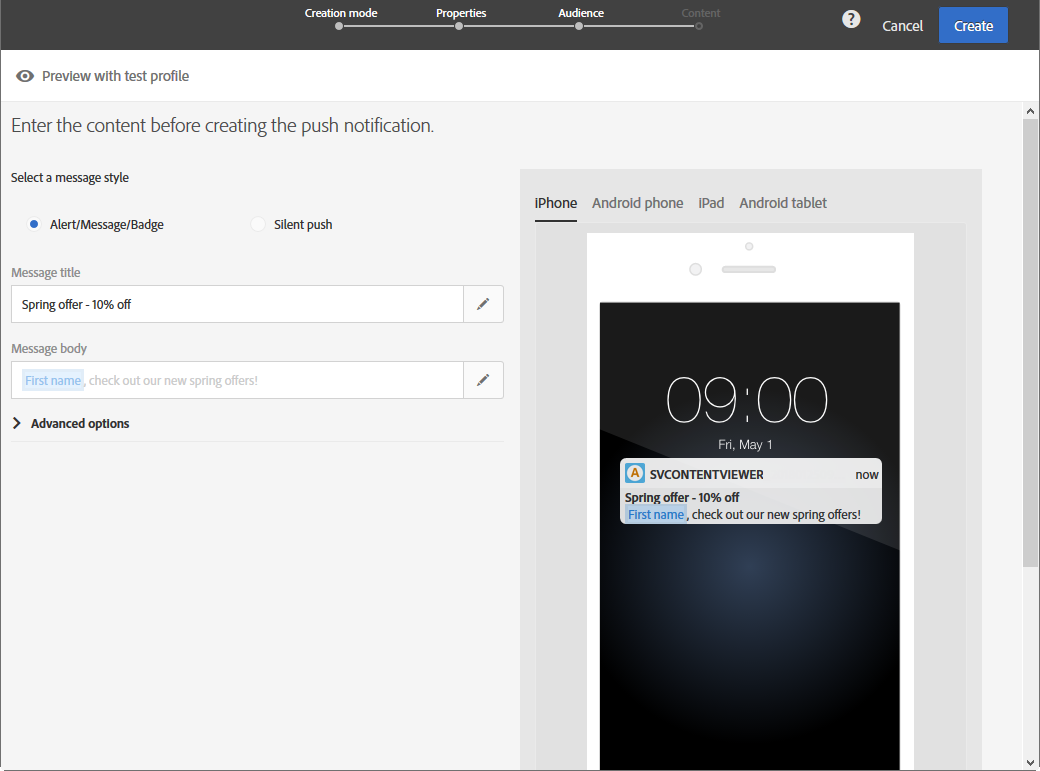 Creation mode Properties Audience Content
? Cancel Create
Preview with test profile
Enter the content before creating the push notification.
Select a message style
Alert/Message/Badge Silent push
Message title
Spring offer - 10% off
Message body
First name, check out our new spring offers!
Advanced options
iPhone Android phone iPad Android tablet
09:00
Fri, May 1
A SVCONTENTVIEWER now
Spring offer - 10% off
First name, check out our new spring offers!